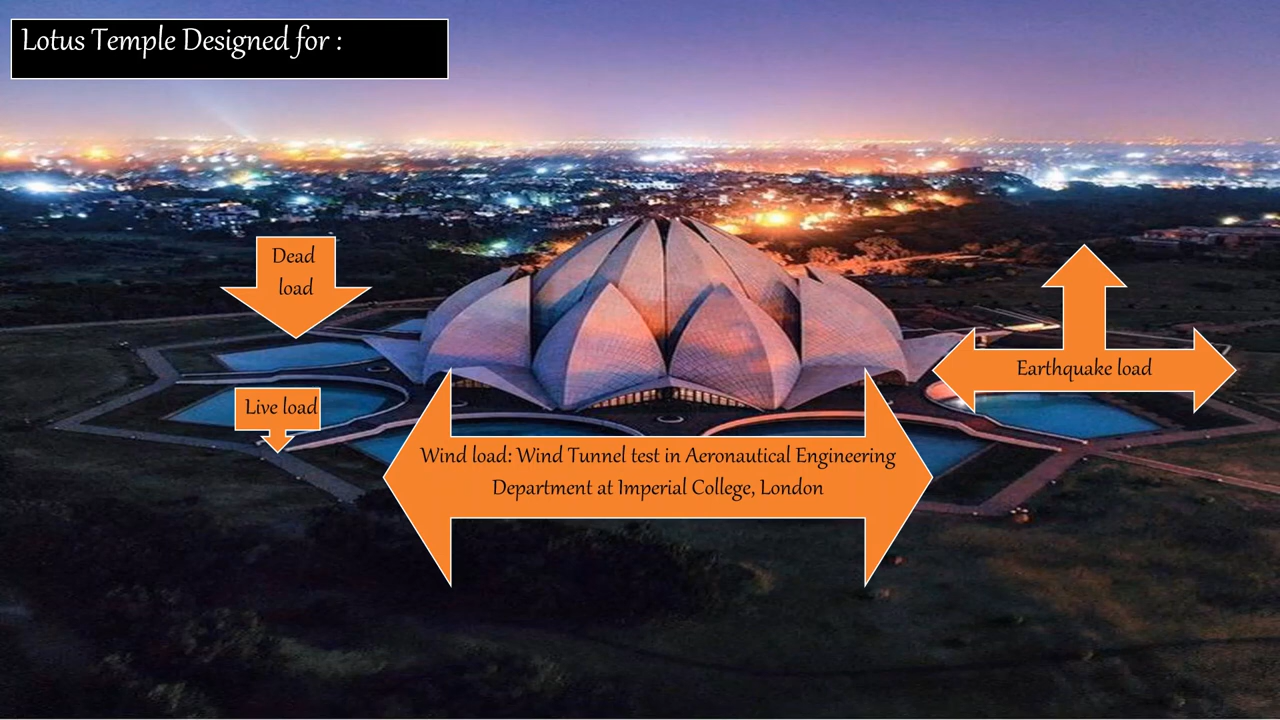 Lotus Temple Designed for :
Dead
load
Live load
Earthquake load
Wind load: Wind Tunnel test in Aeronautical Engineering
Department at Imperial College, London